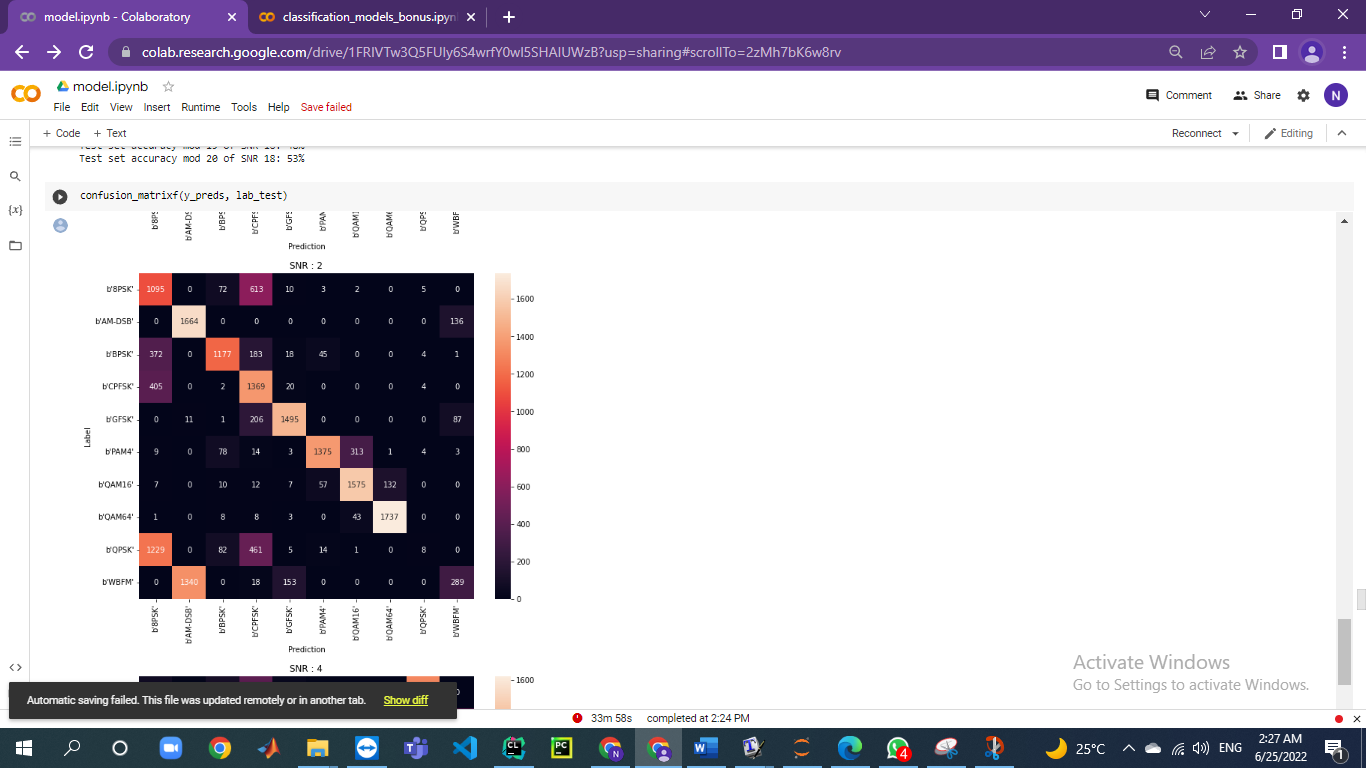 model.ipynb - Colaboratory
classification_models_bonus.ipyn
colab.research.google.com/drive/1FRlVTw3Q5FUIy6S4wrfY0wI5SHAlUWzB?usp=sharing#scrollTo=2zMh7bK6w8rv
CO
model.ipynb
File Edit View Insert Runtime Tools Help Save failed
Comment Share N
+ Code + Text
Reconnect Editing
Test set accuracy mod 20 of SNR 18: 53%
{x}
confusion_matrixf(y_preds, lab_test)
Prediction
SNR : 2
b'8PSK' 1095 0 72 613 10 3 2 0 5 0
b'AM-DSB' 0 1664 0 0 0 0 0 0 0 136
b'BPSK' 372 0 1177 183 18 45 0 0 4 1
b'CPFSK' 405 0 2 1369 20 0 0 0 4 0
b'GFSK' 0 11 1 206 1495 0 0 0 0 87
b'PAM4' 9 0 78 14 3 1375 313 1 4 3
b'QAM16' 7 0 10 12 7 57 1575 132 0 0
b'QAM64' 1 0 8 8 3 0 43 1737 0 0
b'QPSK' 1229 0 82 461 5 14 1 0 8 0
b'WBFM' 0 1340 0 18 153 0 0 0 0 289
Label
b'8PSK' b'AM-DSB' b'BPSK' b'CPFSK' b'GFSK' b'PAM4' b'QAM16' b'QAM64' b'QPSK' b'WBFM'
Prediction
1600
1400
1200
1000
800
600
400
200
0
SNR : 4
0
1600
Activate Windows
Go to Settings to activate Windows.
Automatic saving failed. This file was updated remotely or in another tab. Show diff
33m 58s completed at 2:24 PM
25°C ENG
2:27 AM
6/25/2022